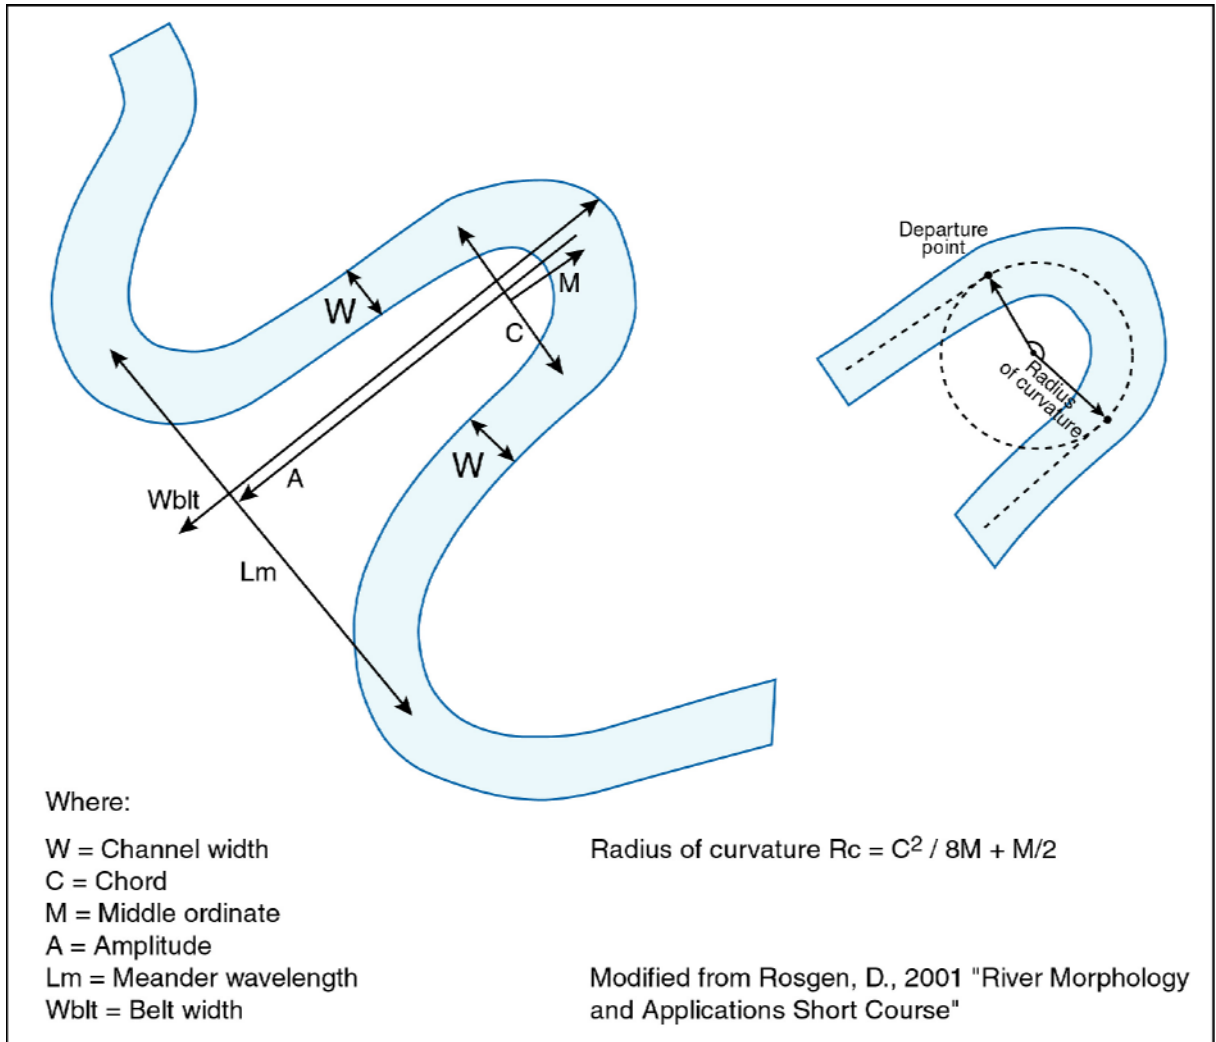 Departure
point
M
W
C
Radius
of curvature
W
A
Wblt
Lm
Where:
W = Channel width
C = Chord
M = Middle ordinate
A = Amplitude
Lm = Meander wavelength
Wblt = Belt width
Radius of curvature Rc = C² / 8M + M/2
Modified from Rosgen, D., 2001 "River Morphology
and Applications Short Course"